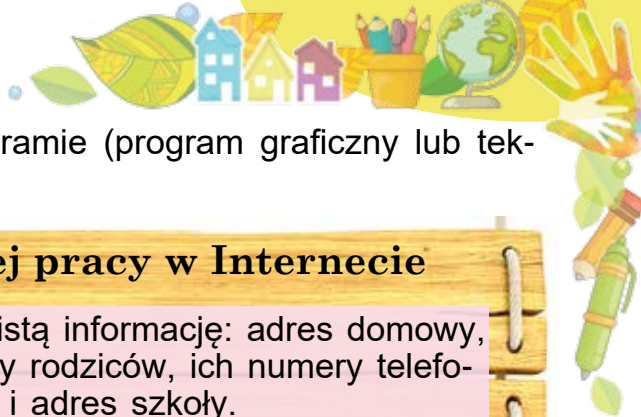 ramie (program graficzny lub tek-
ej pracy w Internecie
istą informację: adres domowy,
y rodziców, ich numery telefo-
i adres szkoły.